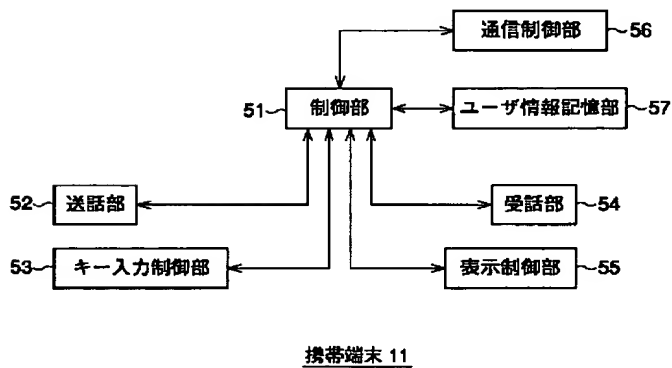 通信制御部 56
51 制御部 ユーザ情報記憶部 57
52 送話部 受話部 54
53 キー入力制御部 表示制御部 55
携帯端末 11